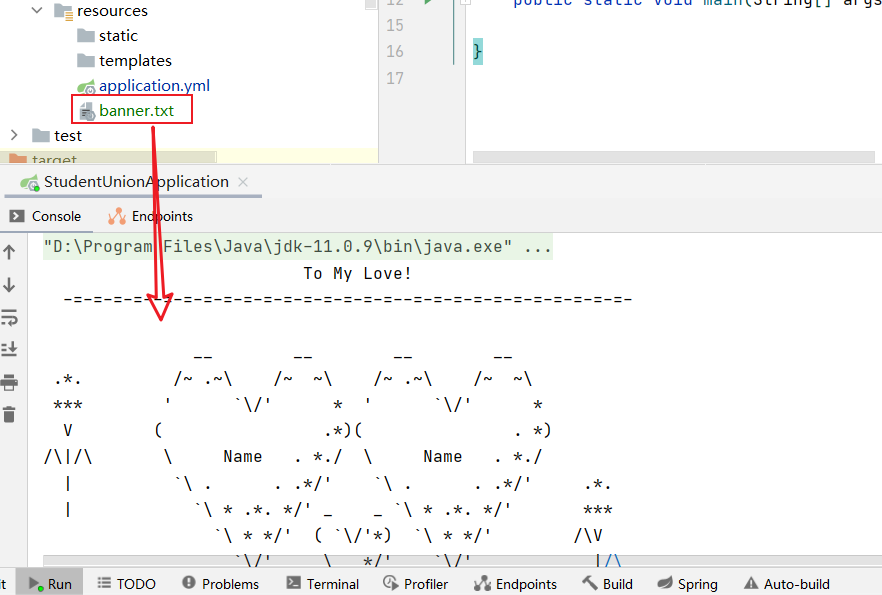 resources
static
templates
application.yml
banner.txt
test
target
12
15
16
17
public static void main(String[] args
}
StudentUnionApplication
Console
Endpoints
"D:\Program Files\Java\jdk-11.0.9\bin\java.exe" ...
To My Love!
-=-=-=-=-=-=-=-=-=-=-=-=-=-=-=-=-=-=-=-=-=-=-=-=-=-=-=-=-
               __        __        __        __
 .*.         /~ .~\    /~  ~\    /~ .~\    /~  ~\
 ***        '      `\/'      *  '      `\/'      *
  V        (                .*)(               . *)
/\|/\       \     Name   . *./  \     Name   . *./
  |          `\ .      . .*/'    `\ .      . .*/'     .*.
  |            `\ * .*. */' _    _ `\ * .*. */'       ***
                 `\ * */'  ( `\/'*)  `\ * */'        /\V
                   `\/'     \   */'    `\/'            |/\
Run
TODO
Problems
Terminal
Profiler
Endpoints
Build
Spring
Auto-build